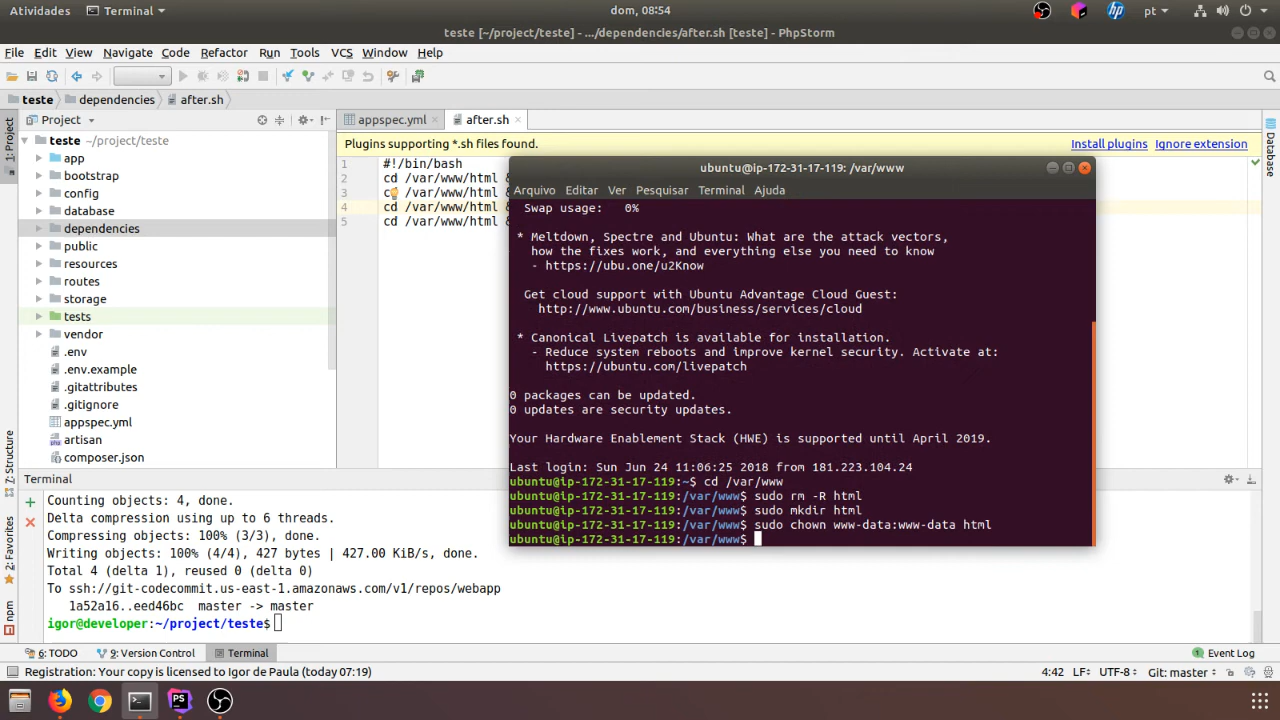 Atividades
Terminal
dom, 08:54
pt
teste [~/project/teste] - .../dependencies/after.sh [teste] - PhpStorm
File Edit View Navigate Code Refactor Run Tools VCS Window Help
teste dependencies after.sh
Project
appspec.yml
after.sh
1: Project
7: Structure
2: Favorites
npm
Database
teste ~/project/teste
app
bootstrap
config
database
dependencies
public
resources
routes
storage
tests
vendor
.env
.env.example
.gitattributes
.gitignore
appspec.yml
artisan
composer.json
Plugins supporting *.sh files found.
Install plugins
Ignore extension
1 #!/bin/bash
2 cd /var/www/html &
3 c /var/www/html &
4 cd /var/www/html &
5 cd /var/www/html &
ubuntu@ip-172-31-17-119: /var/www
Arquivo Editar Ver Pesquisar Terminal Ajuda
Swap usage: 0%
* Meltdown, Spectre and Ubuntu: What are the attack vectors,
how the fixes work, and everything else you need to know
- https://ubu.one/u2Know
Get cloud support with Ubuntu Advantage Cloud Guest:
http://www.ubuntu.com/business/services/cloud
* Canonical Livepatch is available for installation.
- Reduce system reboots and improve kernel security. Activate at:
https://ubuntu.com/livepatch
0 packages can be updated.
0 updates are security updates.
Your Hardware Enablement Stack (HWE) is supported until April 2019.
Last login: Sun Jun 24 11:06:25 2018 from 181.223.104.24
ubuntu@ip-172-31-17-119:~$ cd /var/www
ubuntu@ip-172-31-17-119:/var/www$ sudo rm -R html
ubuntu@ip-172-31-17-119:/var/www$ sudo mkdir html
ubuntu@ip-172-31-17-119:/var/www$ sudo chown www-data:www-data html
ubuntu@ip-172-31-17-119:/var/www$
Terminal
Counting objects: 4, done.
Delta compression using up to 6 threads.
Compressing objects: 100% (3/3), done.
Writing objects: 100% (4/4), 427 bytes | 427.00 KiB/s, done.
Total 4 (delta 1), reused 0 (delta 0)
To ssh://git-codecommit.us-east-1.amazonaws.com/v1/repos/webapp
1a52a16..eed46bc master -> master
igor@developer:~/project/teste$
6: TODO
9: Version Control
Terminal
1 Event Log
Registration: Your copy is licensed to Igor de Paula (today 07:19)
4:42 LF UTF-8 Git: master